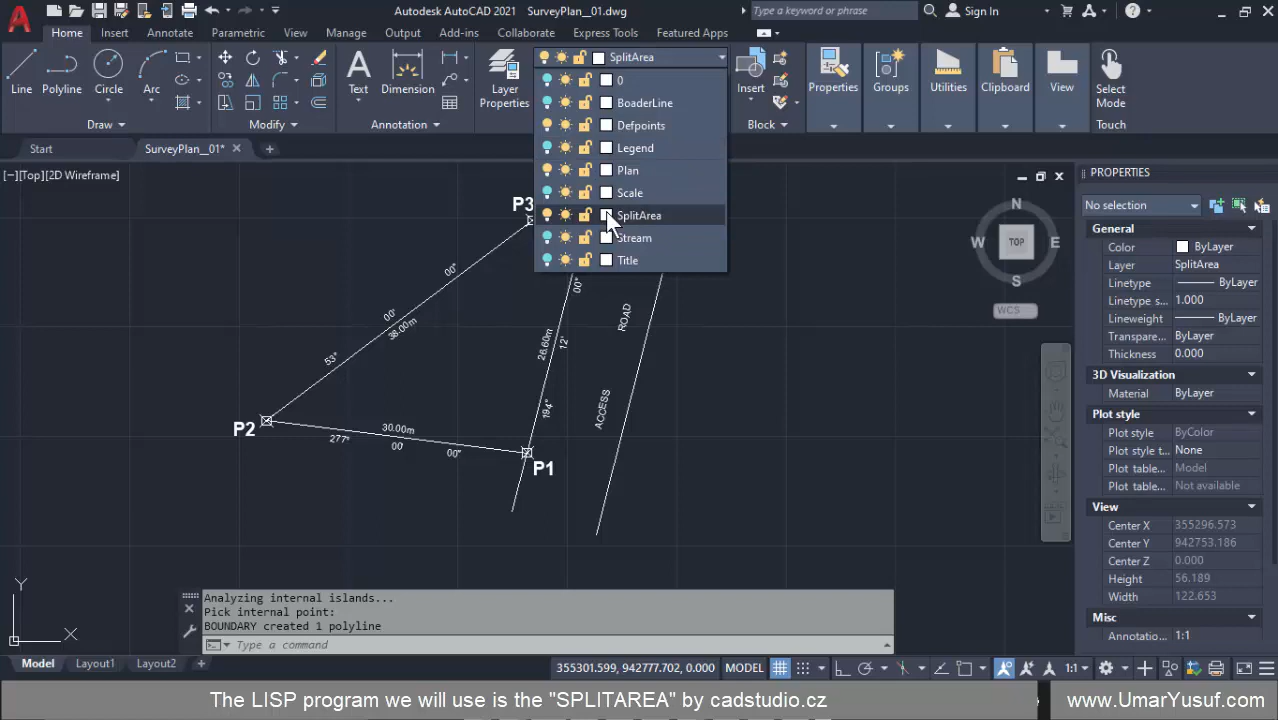 Autodesk AutoCAD 2021 SurveyPlan__01.dwg
Type a keyword or phrase
Sign In
Home Insert Annotate Parametric View Manage Output Add-ins Collaborate Express Tools Featured Apps
Line Polyline Circle Arc
Text Dimension
Layer
Properties
Insert
Properties
Groups
Utilities
Clipboard
View
Select
Mode
Draw
Modify
Annotation
Block
Touch
SplitArea
0
BoaderLine
Defpoints
Legend
Plan
Scale
SplitArea
Stream
Title
Start
SurveyPlan__01*
[−][Top][2D Wireframe]
P3
00°
00'
38.00m
53°
P2
30.00m
277°
00
00"
P1
26.60m
194°
12'
00"
ACCESS
ROAD
N
W
TOP
E
S
WCS
Y
X
PROPERTIES
No selection
General
Color ByLayer
Layer SplitArea
Linetype ByLayer
Linetype s... 1.000
Lineweight ByLayer
Transpare... ByLayer
Thickness 0.000
3D Visualization
Material ByLayer
Plot style
Plot style ByColor
Plot style t... None
Plot table... Model
Plot table... Not available
View
Center X 355296.573
Center Y 942753.186
Center Z 0.000
Height 56.189
Width 122.653
Misc
Annotatio... 1:1
Analyzing internal islands...
Pick internal point:
BOUNDARY created 1 polyline
Type a command
Model Layout1 Layout2
355301.599, 942777.702, 0.000 MODEL
1:1
The LISP program we will use is the "SPLITAREA" by cadstudio.cz
www.UmarYusuf.com